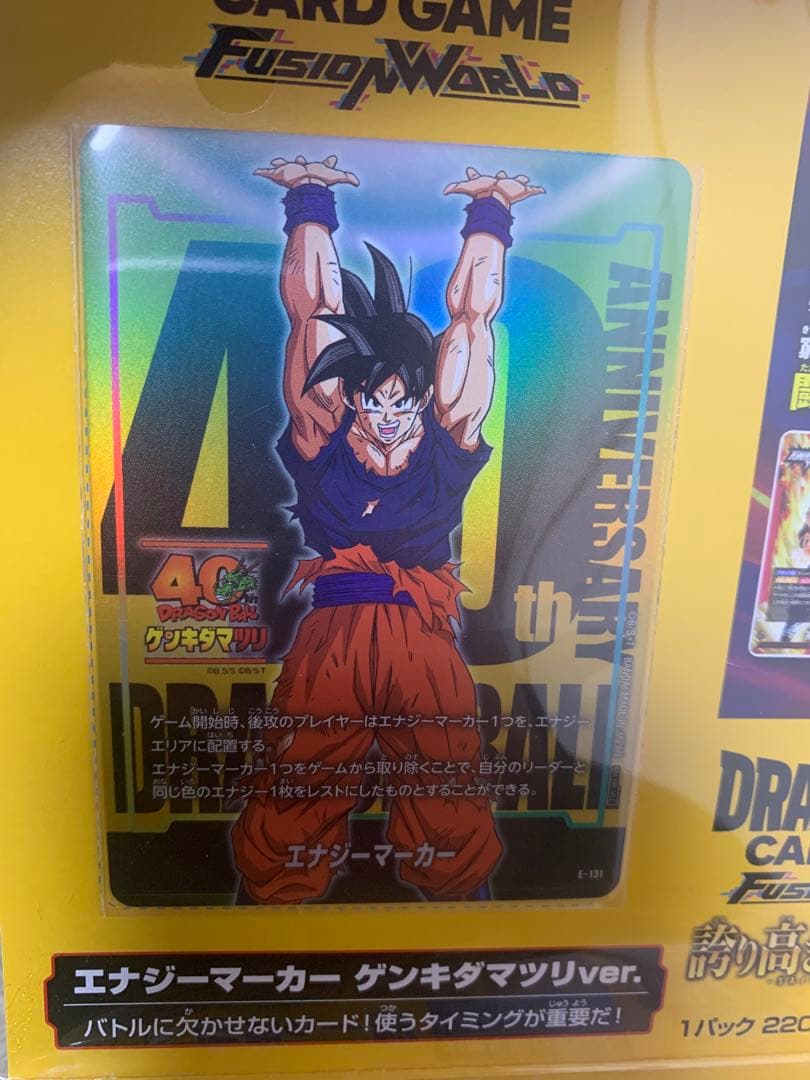 CARD GAME
FUSION WORLD
40th
ANNIVERSARY
DRAGON BALL
40th
DRAGON BALL
ゲンキダマツリ
©B.S/S ©B/S・T
ゲーム開始時、後攻のプレイヤーはエナジーマーカー1つを、エナジー
エリアに配置する。
エナジーマーカー1つをゲームから取り除くことで、自分のリーダーと
同じ色のエナジー1枚をレストにしたものとすることができる。
エナジーマーカー
E-131
エナジーマーカー ゲンキダマツリver.
バトルに欠かせないカード!使うタイミングが重要だ!
DRA
CA
FUS
誇り高き
1パック 220